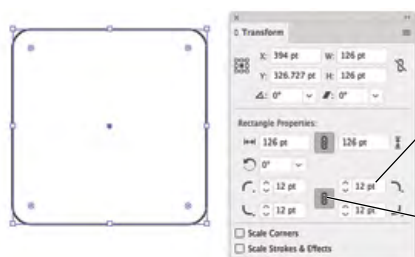 Transform
X: 394 pt W: 126 pt
Y: 326.727 pt H: 126 pt
0° 0°
Rectangle Properties:
126 pt 126 pt
0°
12 pt 12 pt
12 pt 12 pt
Scale Corners
Scale Strokes & Effects